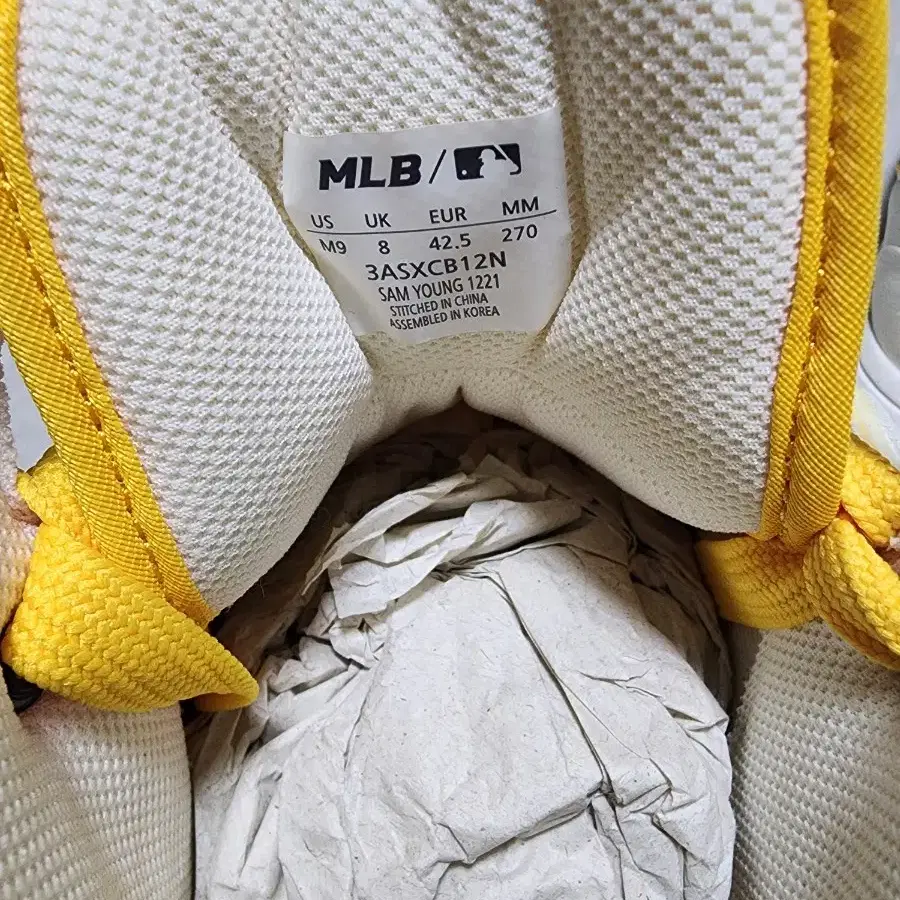 MLB/
US UK EUR MM
M9 8 42.5 270
3ASXCB12N
SAM YOUNG 1221
STITCHED IN CHINA
ASSEMBLED IN KOREA